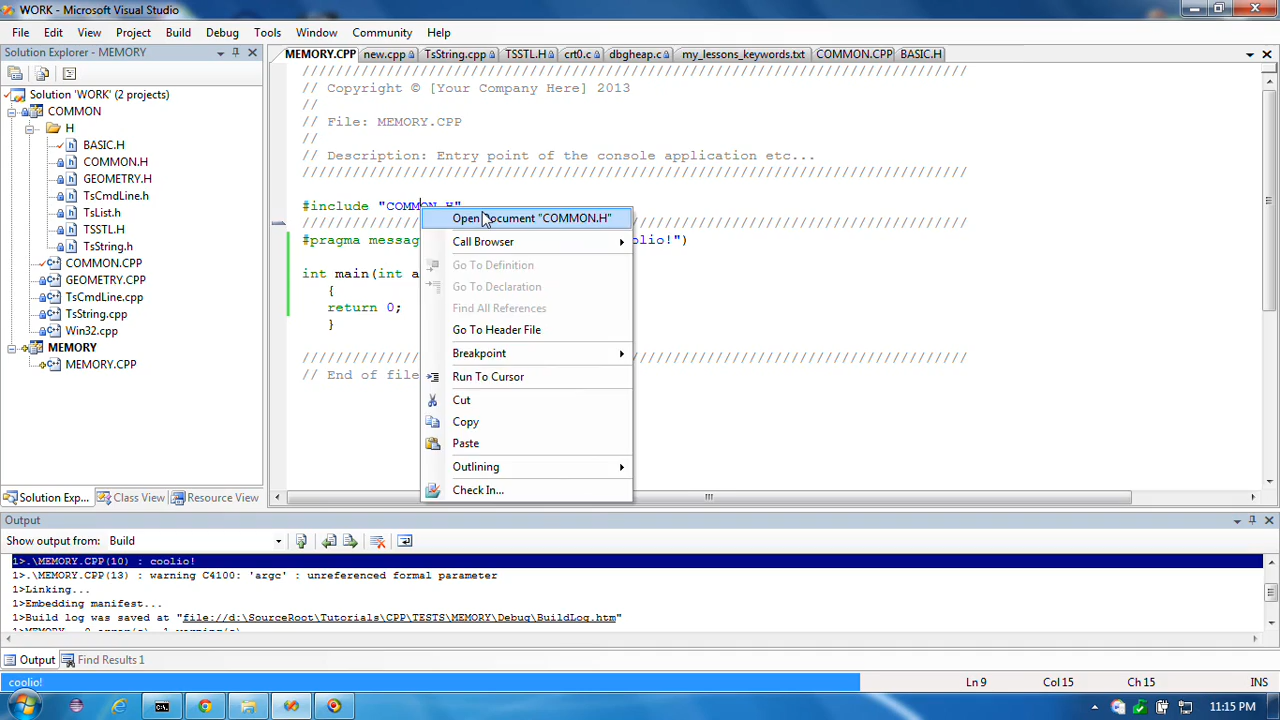 WORK - Microsoft Visual Studio
File Edit View Project Build Debug Tools Window Community Help
Solution Explorer - MEMORY
MEMORY.CPP new.cpp TsString.cpp TSSTL.H crt0.c dbgheap.c my_lessons_keywords.txt COMMON.CPP BASIC.H
Solution 'WORK' (2 projects)
COMMON
H
BASIC.H
COMMON.H
GEOMETRY.H
TsCmdLine.h
TsList.h
TSSTL.H
TsString.h
COMMON.CPP
GEOMETRY.CPP
TsCmdLine.cpp
TsString.cpp
Win32.cpp
MEMORY
MEMORY.CPP
Solution Exp... Class View Resource View
///////////////////////////////////////////////////////////////////////////////
// Copyright © [Your Company Here] 2013
//
// File: MEMORY.CPP
//
// Description: Entry point of the console application etc...
///////////////////////////////////////////////////////////////////////////////
#include "COMMON.H"
///////////////////////////////////////////////////////////////////////////////
#pragma messag olio!")
int main(int a
{
return 0;
}
///////////////////////////////////////////////////////////////////////////////
// End of file
Open Document "COMMON.H"
Call Browser
Go To Definition
Go To Declaration
Find All References
Go To Header File
Breakpoint
Run To Cursor
Cut
Copy
Paste
Outlining
Check In...
Output
Show output from: Build
1>.\MEMORY.CPP(10) : coolio!
1>.\MEMORY.CPP(13) : warning C4100: 'argc' : unreferenced formal parameter
1>Linking...
1>Embedding manifest...
1>Build log was saved at "file://d:\SourceRoot\Tutorials\CPP\TESTS\MEMORY\Debug\BuildLog.htm"
1>MEMORY - 0 error(s), 1 warning(s)
Output Find Results 1
coolio! Ln 9 Col 15 Ch 15 INS
11:15 PM